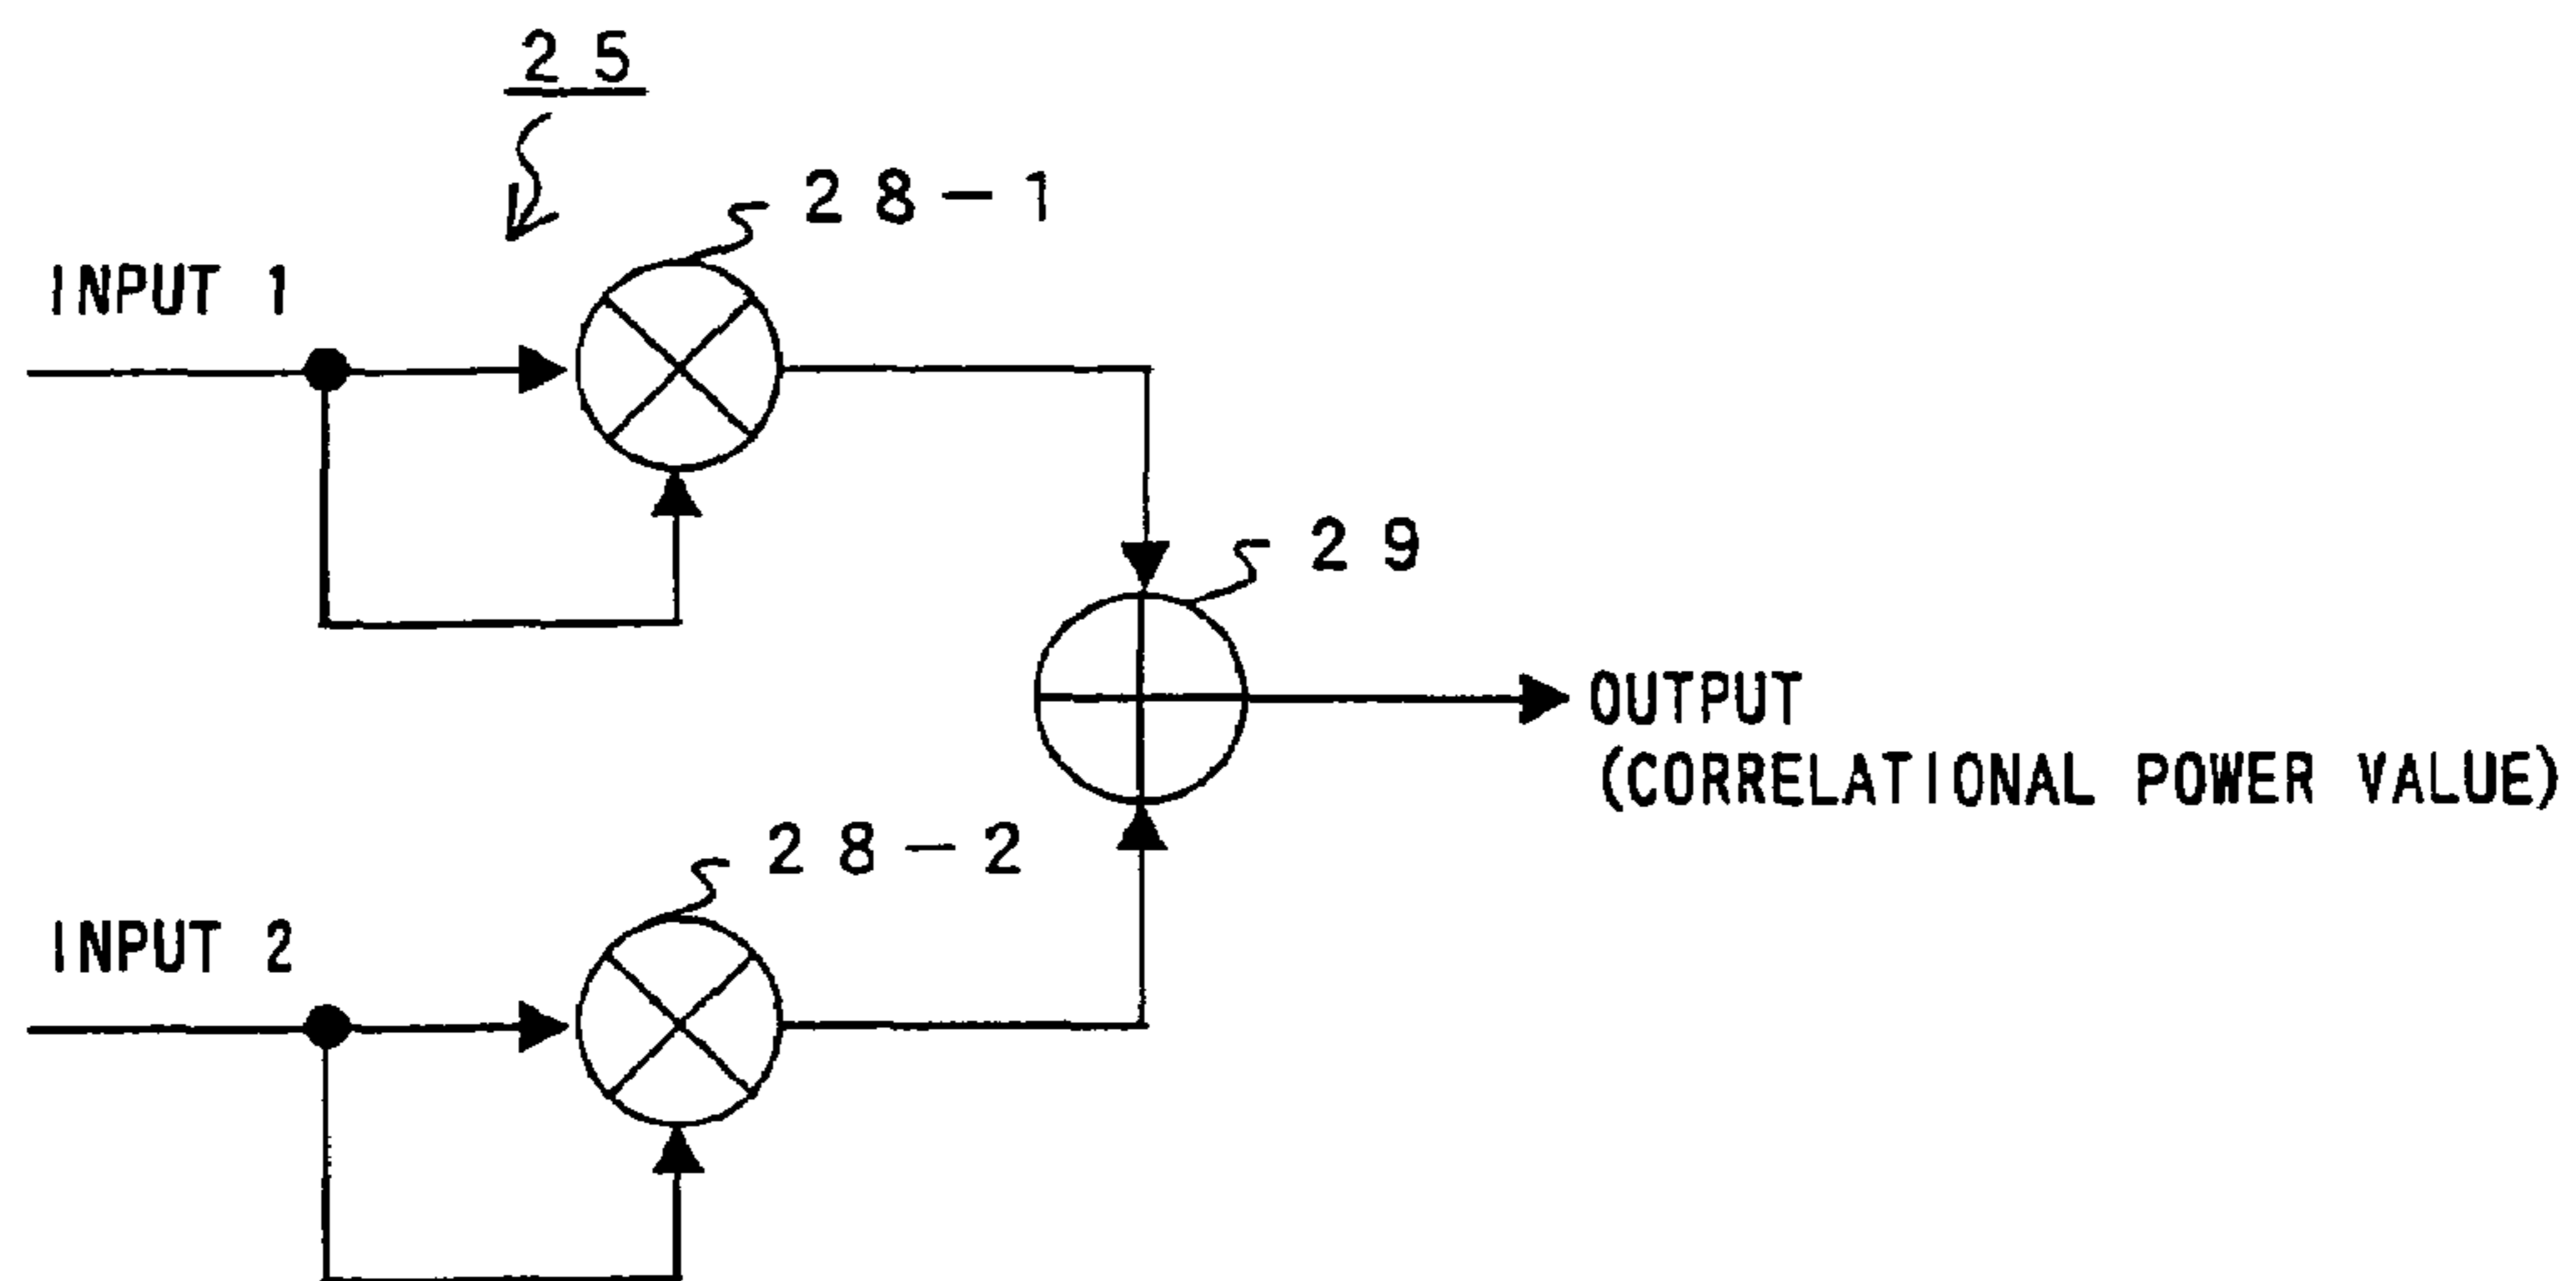 25
28-1
INPUT 1
29
OUTPUT
(CORRELATIONAL POWER VALUE)
28-2
INPUT 2